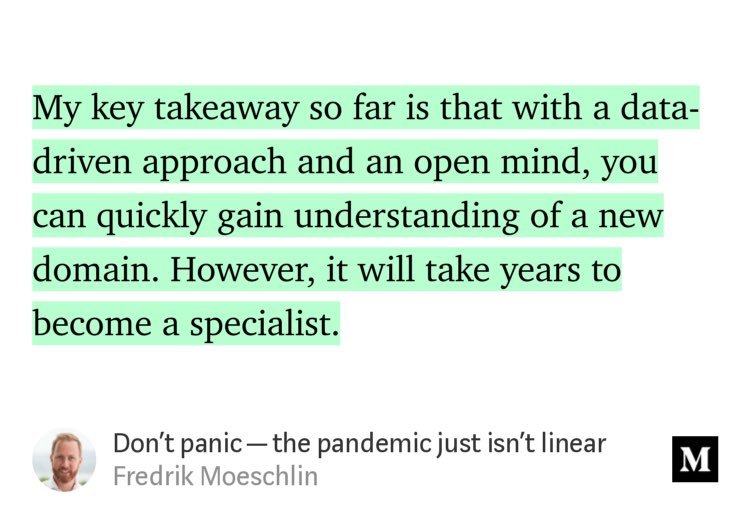 My key takeaway so far is that with a data-
driven approach and an open mind, you
can quickly gain understanding of a new
domain. However, it will take years to
become a specialist.
Don’t panic — the pandemic just isn’t linear
Fredrik Moeschlin
M